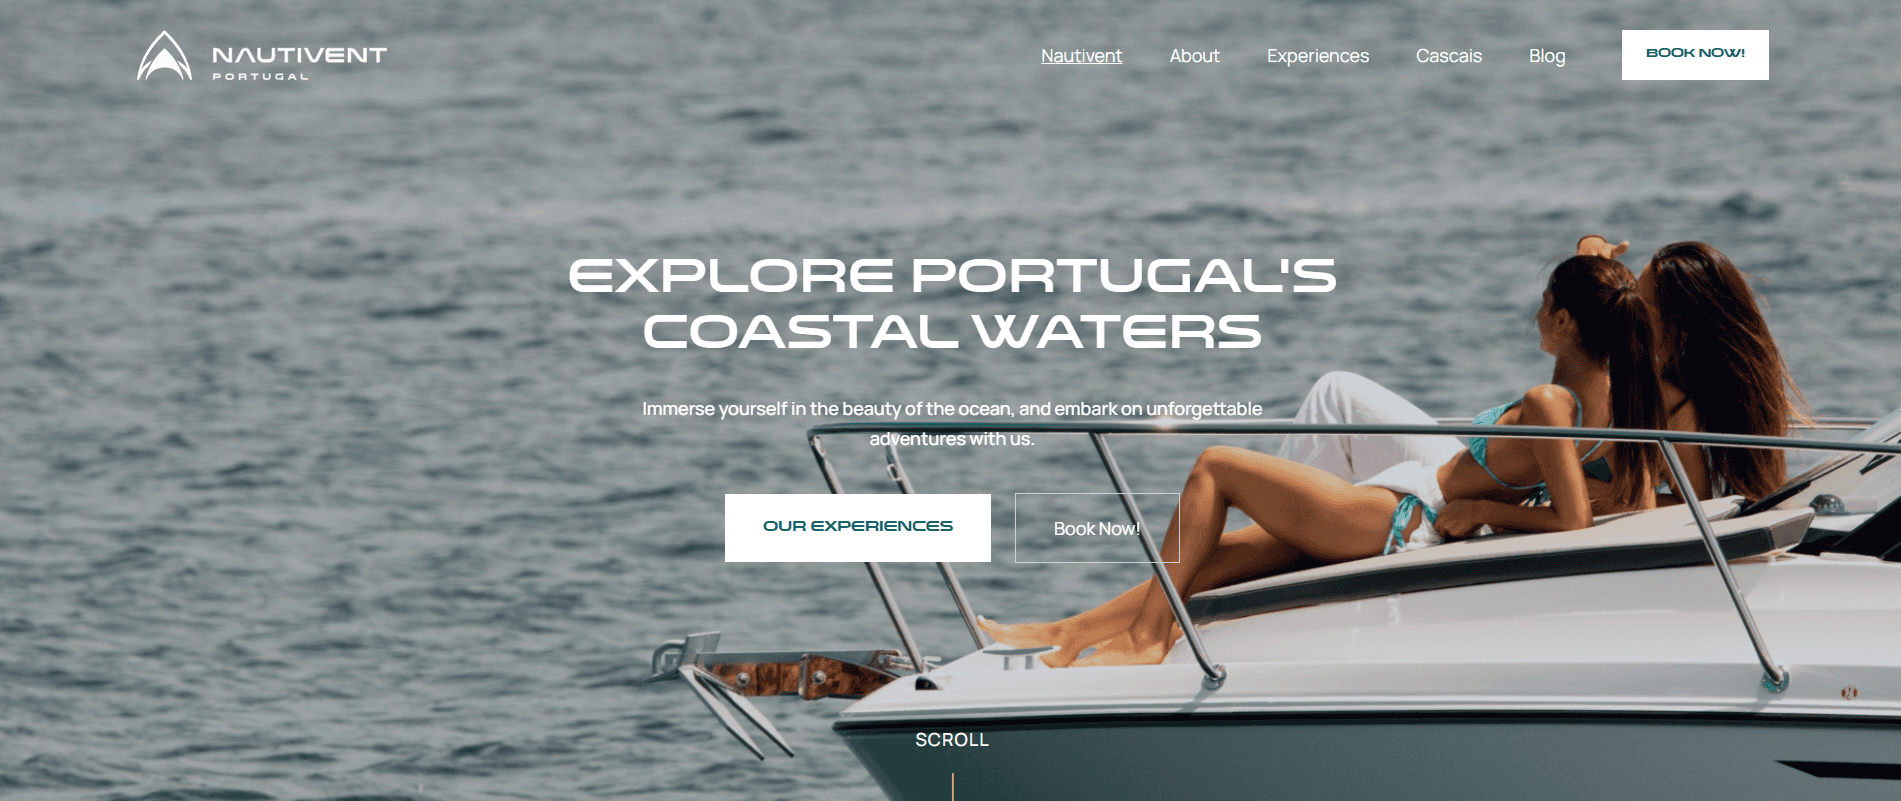 NAUTIVENT
PORTUGAL
Nautivent
About
Experiences
Cascais
Blog
BOOK NOW!
EXPLORE PORTUGAL'S
COASTAL WATERS
Immerse yourself in the beauty of the ocean, and embark on unforgettable
adventures with us.
OUR EXPERIENCES
Book Now!
SCROLL